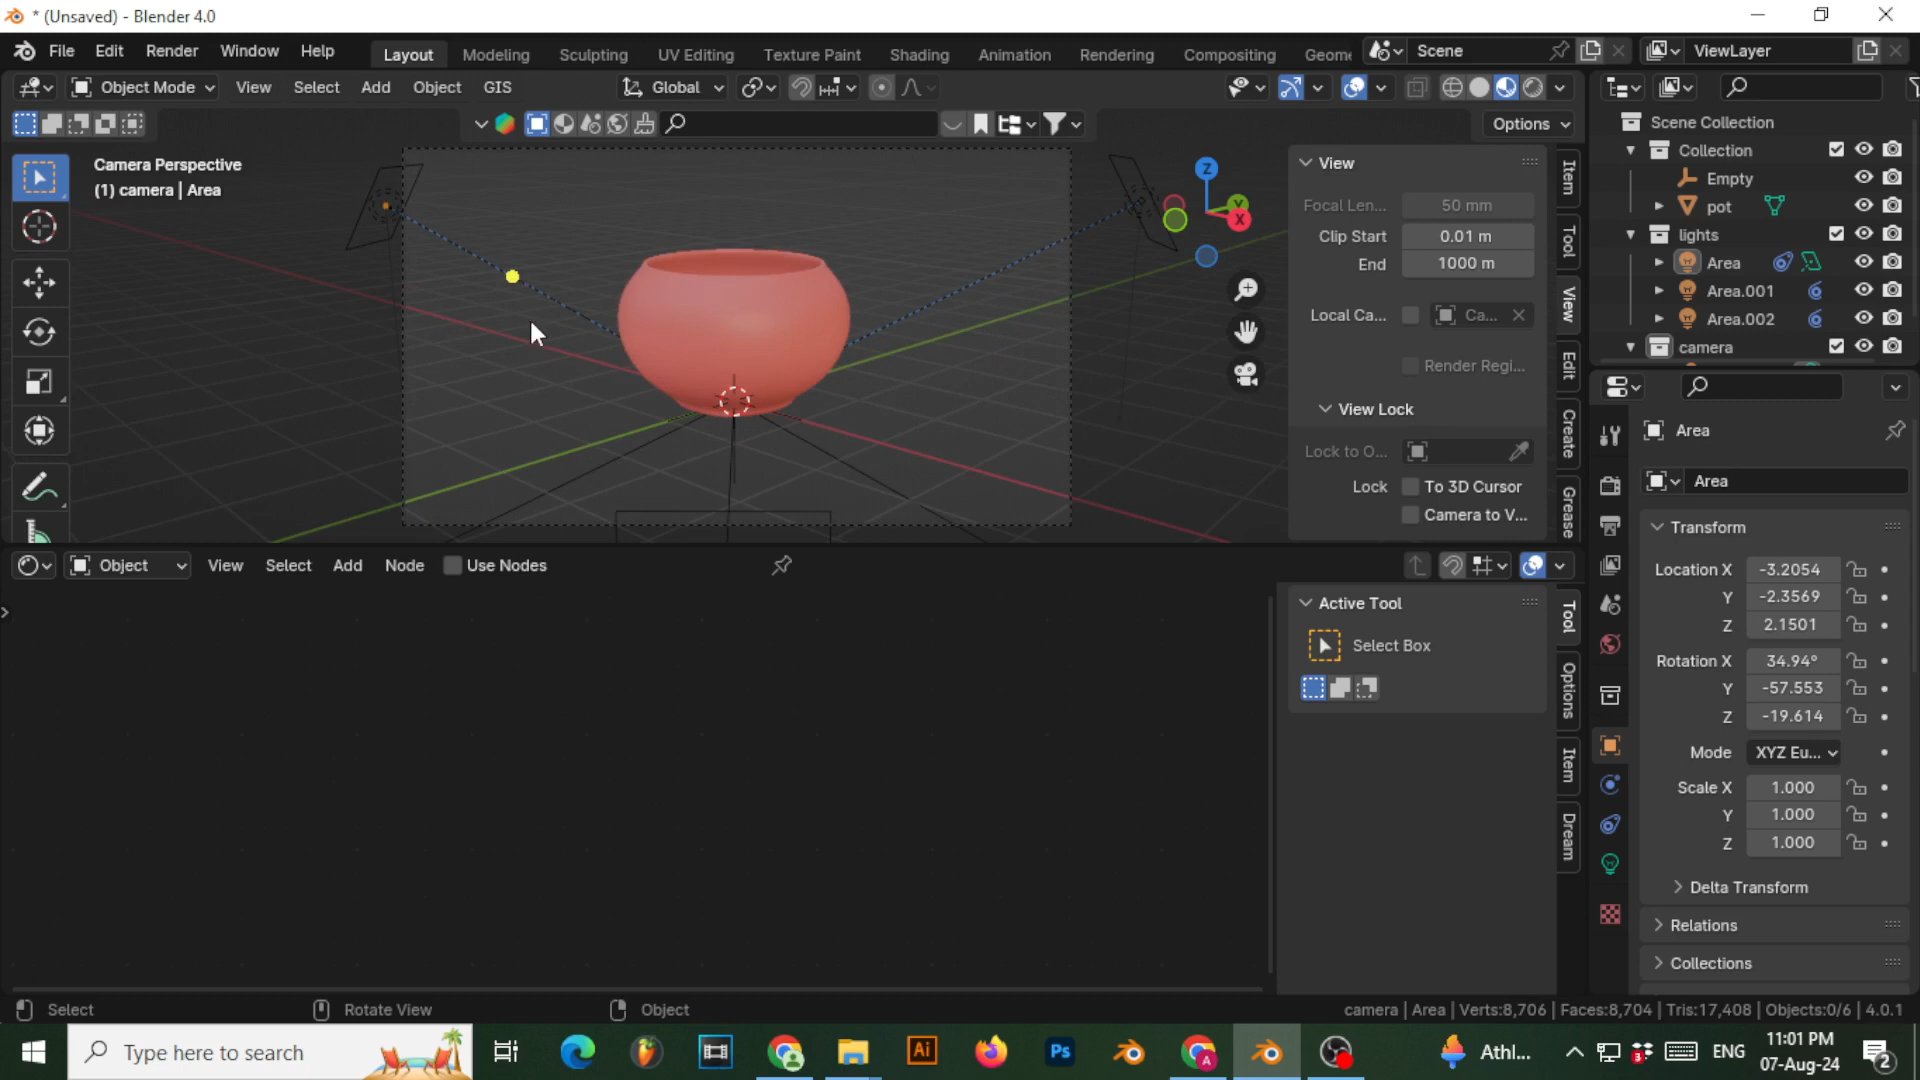 * (Unsaved) - Blender 4.0
File Edit Render Window Help Layout Modeling Sculpting UV Editing Texture Paint Shading Animation Rendering Compositing Geome Scene ViewLayer
Object Mode View Select Add Object GIS Global
Options
Camera Perspective
(1) camera | Area
View
Focal Len... 50 mm
Clip Start 0.01 m
End 1000 m
Local Ca... Ca...
Render Regi...
View Lock
Lock to O...
Lock To 3D Cursor
Camera to V...
Item
Tool
View
Edit
Create
Grease
Z
Y
X
Scene Collection
Collection
Empty
pot
lights
Area
Area.001
Area.002
camera
Area
Area
Transform
Location X -3.2054
Y -2.3569
Z 2.1501
Rotation X 34.94°
Y -57.553
Z -19.614
Mode XYZ Eu...
Scale X 1.000
Y 1.000
Z 1.000
Delta Transform
Relations
Collections
Object View Select Add Node Use Nodes
Active Tool
Select Box
Tool
Options
Item
Dream
Select Rotate View Object
camera | Area | Verts:8,706 | Faces:8,704 | Tris:17,408 | Objects:0/6 | 4.0.1
Type here to search
Ai
Ps
A
Athl... ENG
11:01 PM
07-Aug-24
3
2